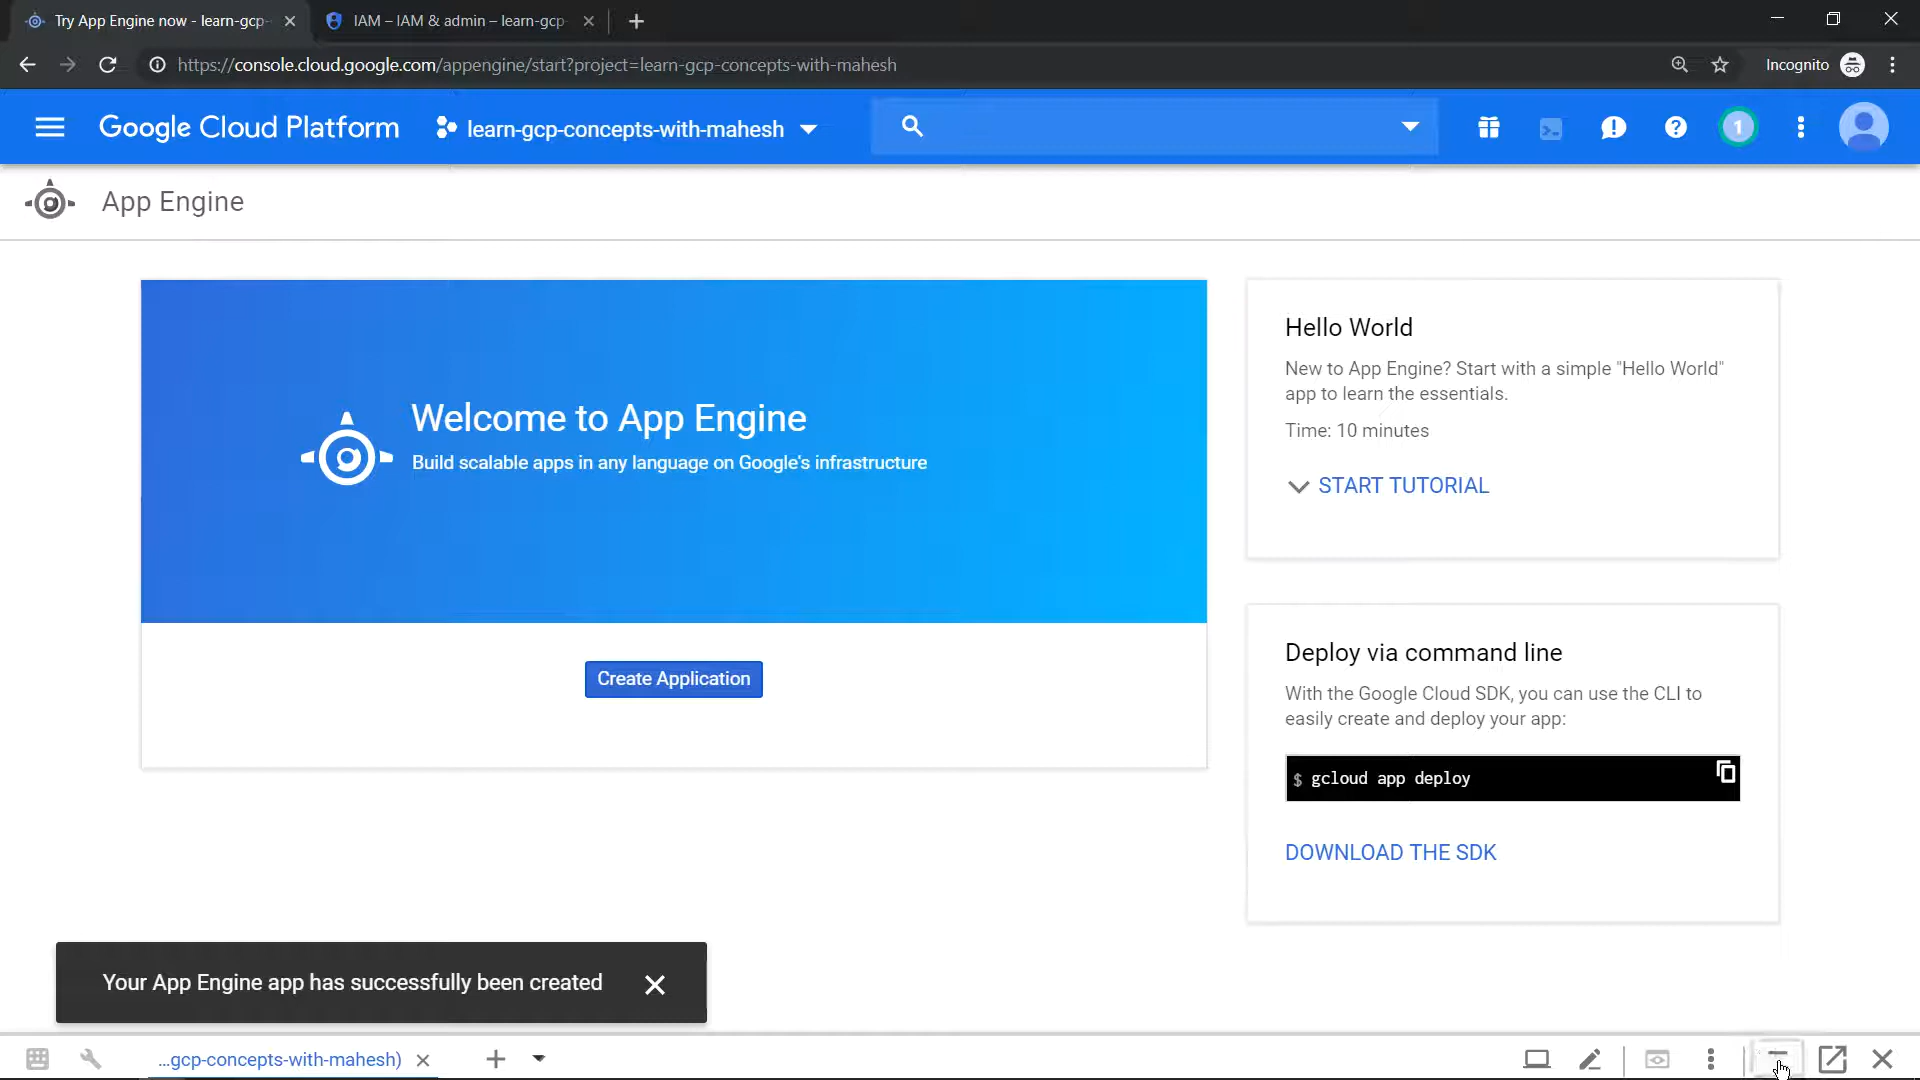 Try App Engine now - learn-gcp-
IAM – IAM & admin – learn-gcp
https://console.cloud.google.com/appengine/start?project=learn-gcp-concepts-with-mahesh
Incognito
Google Cloud Platform
learn-gcp-concepts-with-mahesh
1
App Engine
Welcome to App Engine
Build scalable apps in any language on Google's infrastructure
Create Application
Hello World
New to App Engine? Start with a simple "Hello World"
app to learn the essentials.
Time: 10 minutes
START TUTORIAL
Deploy via command line
With the Google Cloud SDK, you can use the CLI to
easily create and deploy your app:
$ gcloud app deploy
DOWNLOAD THE SDK
Your App Engine app has successfully been created
...gcp-concepts-with-mahesh)